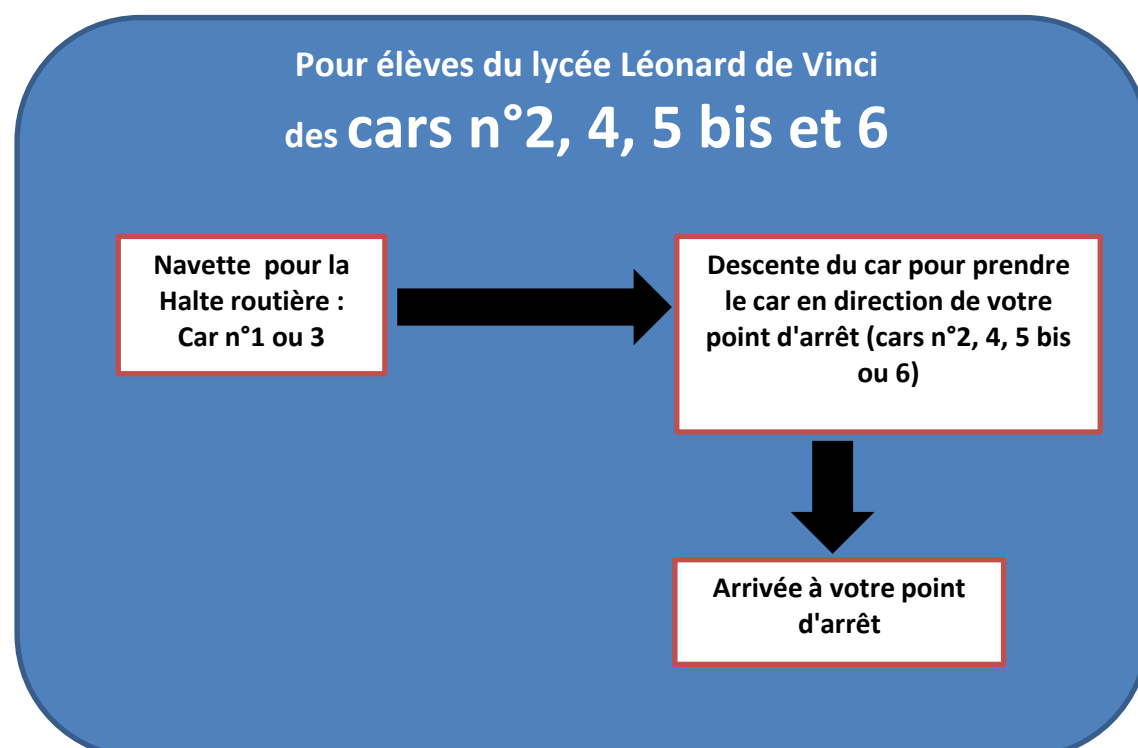 Pour élèves du lycée Léonard de Vinci
des cars n°2, 4, 5 bis et 6
Navette pour la
Halte routière :
Car n°1 ou 3
Descente du car pour prendre
le car en direction de votre
point d'arrêt (cars n°2, 4, 5 bis
ou 6)
Arrivée à votre point
d'arrêt